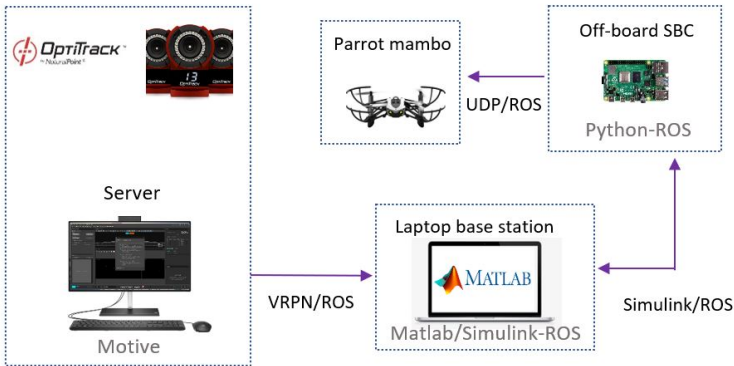 OPTITRACK™
by NaturalPoint®
13
OPTITRACK
Server
Motive
VRPN/ROS
Parrot mambo
UDP/ROS
Off-board SBC
Python-ROS
Laptop base station
MATLAB
Matlab/Simulink-ROS
Simulink/ROS